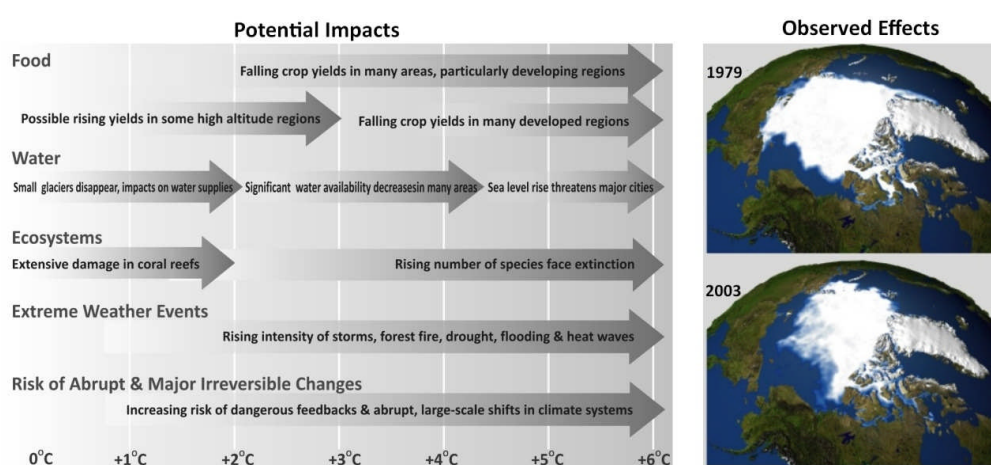 Potential Impacts
Food
Falling crop yields in many areas, particularly developing regions
Possible rising yields in some high altitude regions
Falling crop yields in many developed regions
Water
Small glaciers disappear, impacts on water supplies
Significant water availability decreasesin many areas
Sea level rise threatens major cities
Ecosystems
Extensive damage in coral reefs
Rising number of species face extinction
Extreme Weather Events
Rising intensity of storms, forest fire, drought, flooding & heat waves
Risk of Abrupt & Major Irreversible Changes
Increasing risk of dangerous feedbacks & abrupt, large-scale shifts in climate systems
0°C +1°C +2°C +3°C +4°C +5°C +6°C
Observed Effects
1979
2003